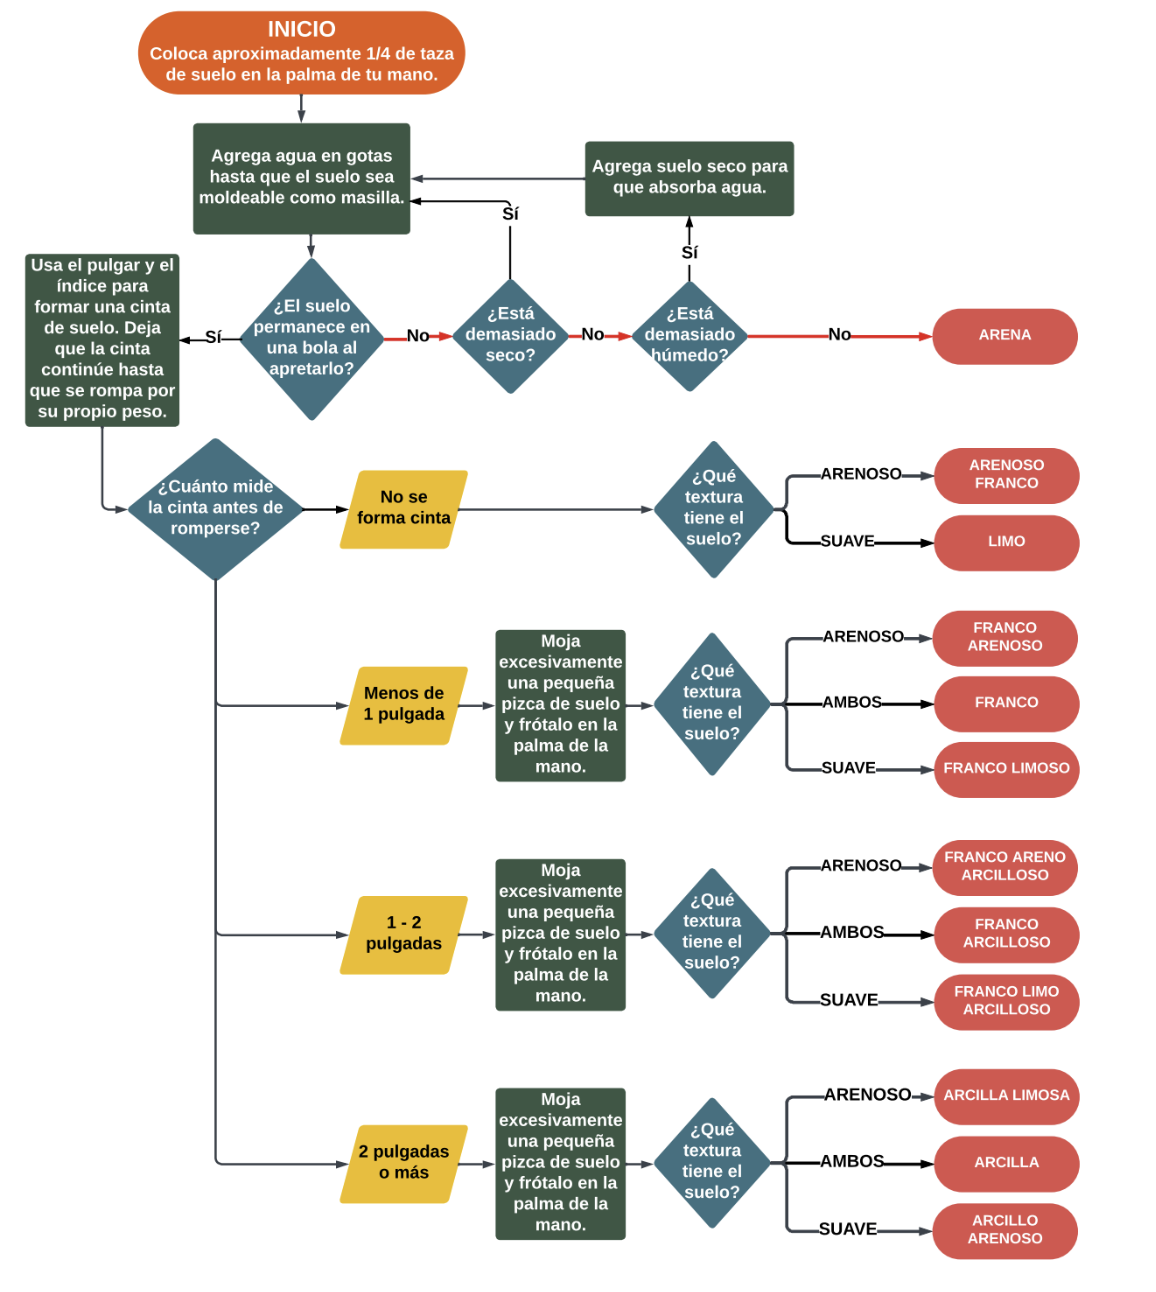 INICIO
Coloca aproximadamente 1/4 de taza
de suelo en la palma de tu mano.
Agrega agua en gotas
hasta que el suelo sea
moldeable como masilla.
Agrega suelo seco para
que absorba agua.
Sí
Sí
Usa el pulgar y el
índice para
formar una cinta
de suelo. Deja
que la cinta
continúe hasta
que se rompa por
su propio peso.
Sí
¿El suelo
permanece en
una bola al
apretarlo?
No
¿Está
demasiado
seco?
No
¿Está
demasiado
húmedo?
No
ARENA
¿Cuánto mide
la cinta antes de
romperse?
No se
forma cinta
¿Qué
textura
tiene el
suelo?
ARENOSO
ARENOSO
FRANCO
SUAVE
LIMO
Menos de
1 pulgada
Moja
excesivamente
una pequeña
pizca de suelo
y frótalo en la
palma de la
mano.
¿Qué
textura
tiene el
suelo?
ARENOSO
FRANCO
ARENOSO
AMBOS
FRANCO
SUAVE
FRANCO LIMOSO
1 - 2
pulgadas
Moja
excesivamente
una pequeña
pizca de suelo
y frótalo en la
palma de la
mano.
¿Qué
textura
tiene el
suelo?
ARENOSO
FRANCO ARENO
ARCILLOSO
AMBOS
FRANCO
ARCILLOSO
SUAVE
FRANCO LIMO
ARCILLOSO
2 pulgadas
o más
Moja
excesivamente
una pequeña
pizca de suelo
y frótalo en la
palma de la
mano.
¿Qué
textura
tiene el
suelo?
ARENOSO
ARCILLA LIMOSA
AMBOS
ARCILLA
SUAVE
ARCILLO
ARENOSO